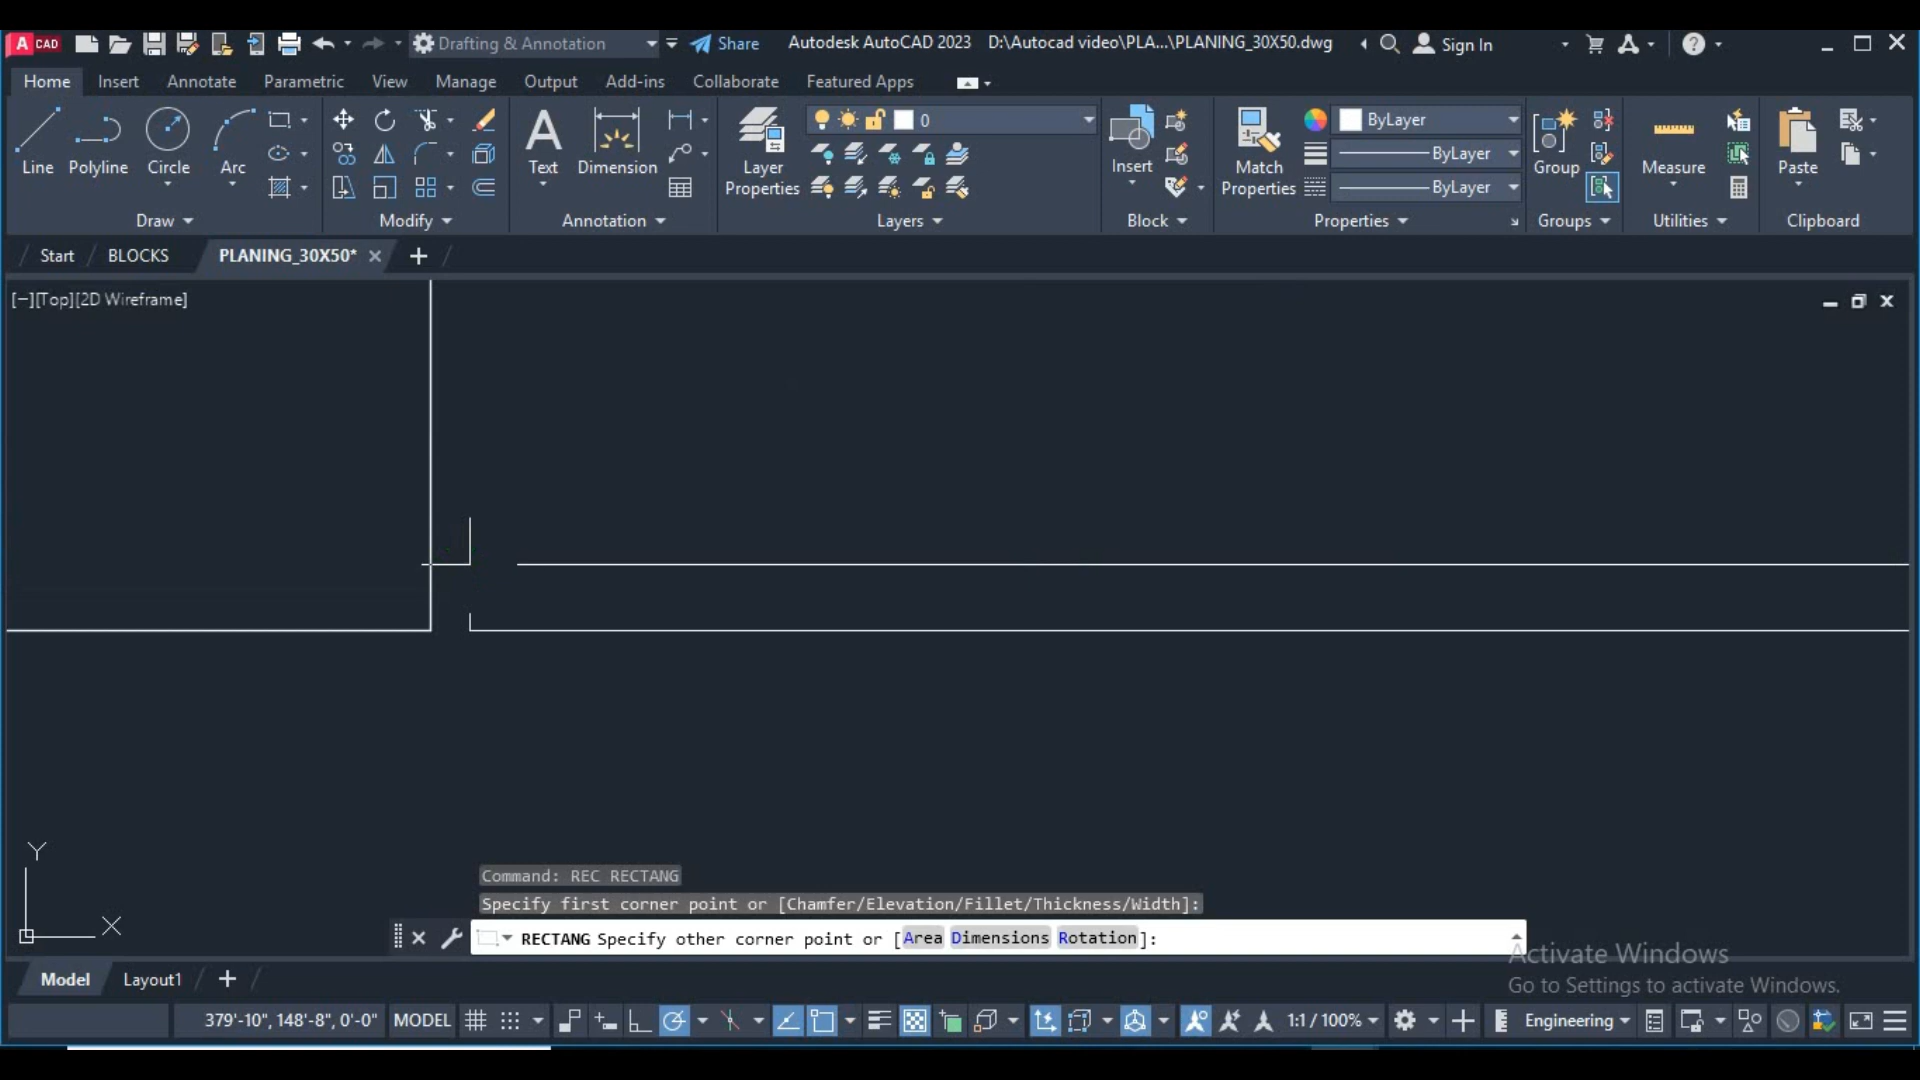 A CAD Drafting & Annotation Share Autodesk AutoCAD 2023 D:\Autocad video\PLA...\PLANING_30X50.dwg Sign In
Home Insert Annotate Parametric View Manage Output Add-ins Collaborate Featured Apps
0 ByLayer
ByLayer
Line Polyline Circle Arc Text Dimension Layer Properties Insert Match Properties Group Measure Paste
ByLayer
Draw Modify Annotation Layers Block Properties Groups Utilities Clipboard
Start BLOCKS PLANING_30X50*
[−][Top][2D Wireframe]
Y
X
Command: REC RECTANG
Specify first corner point or [Chamfer/Elevation/Fillet/Thickness/Width]:
RECTANG Specify other corner point or [Area Dimensions Rotation]:
Activate Windows
Go to Settings to activate Windows.
Model Layout1
379'-10", 148'-8", 0'-0" MODEL 1:1 / 100% Engineering